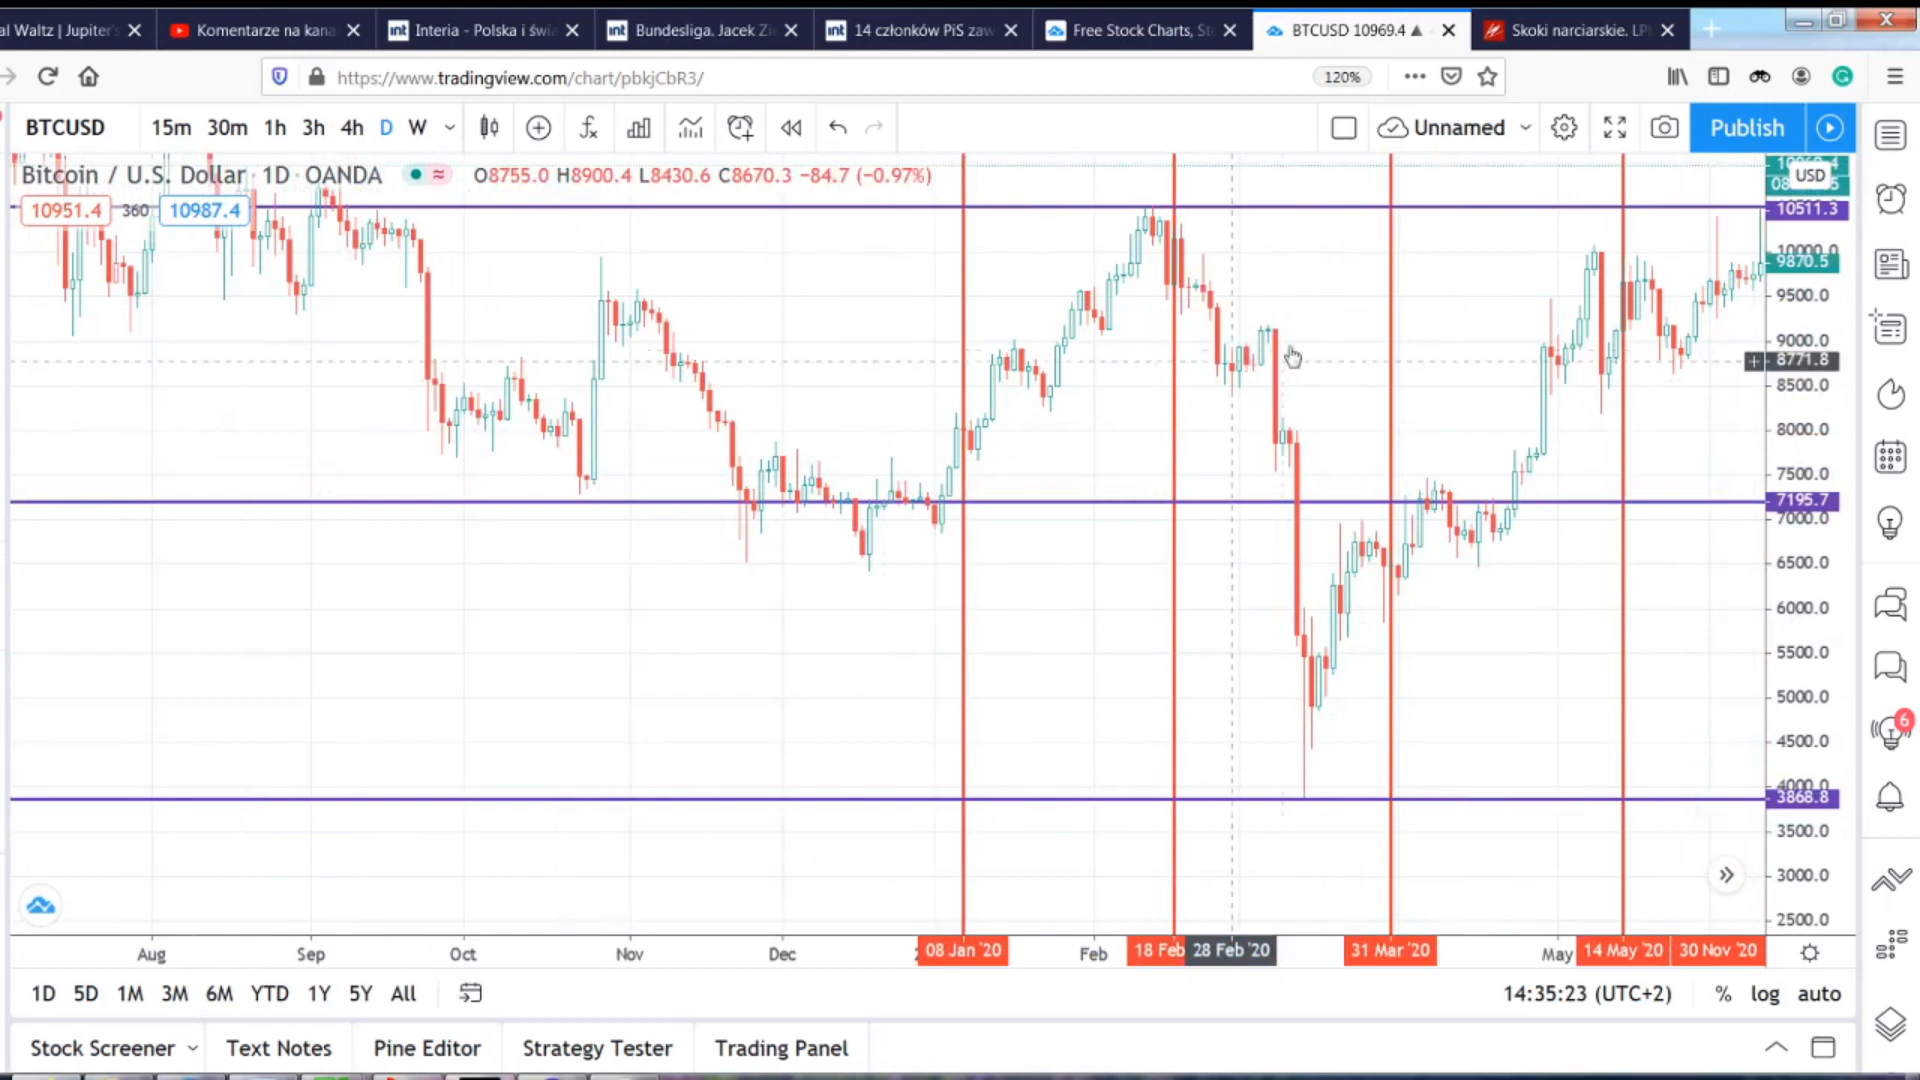 al Waltz | Jupiter's
Komentarze na kana
Interia - Polska i świa
Bundesliga. Jacek Zie
14 członków PiS zaw
Free Stock Charts, Sto
BTCUSD 10969.4 ▲
Skoki narciarskie. LP
https://www.tradingview.com/chart/pbkjCbR3/
120%
BTCUSD 15m 30m 1h 3h 4h D W
Unnamed
Publish
Bitcoin / U.S. Dollar · 1D · OANDA
O8755.0 H8900.4 L8430.6 C8670.3 −84.7 (−0.97%)
10951.4 360 10987.4
USD
10511.3
10000.0
9870.5
9500.0
9000.0
8771.8
8500.0
8000.0
7500.0
7195.7
7000.0
6500.0
6000.0
5500.0
5000.0
4500.0
4000.0
3868.8
3500.0
3000.0
2500.0
6
Aug Sep Oct Nov Dec 08 Jan '20 Feb 18 Feb 28 Feb '20 31 Mar '20 May 14 May '20 30 Nov '20
1D 5D 1M 3M 6M YTD 1Y 5Y All
14:35:23 (UTC+2) % log auto
Stock Screener Text Notes Pine Editor Strategy Tester Trading Panel